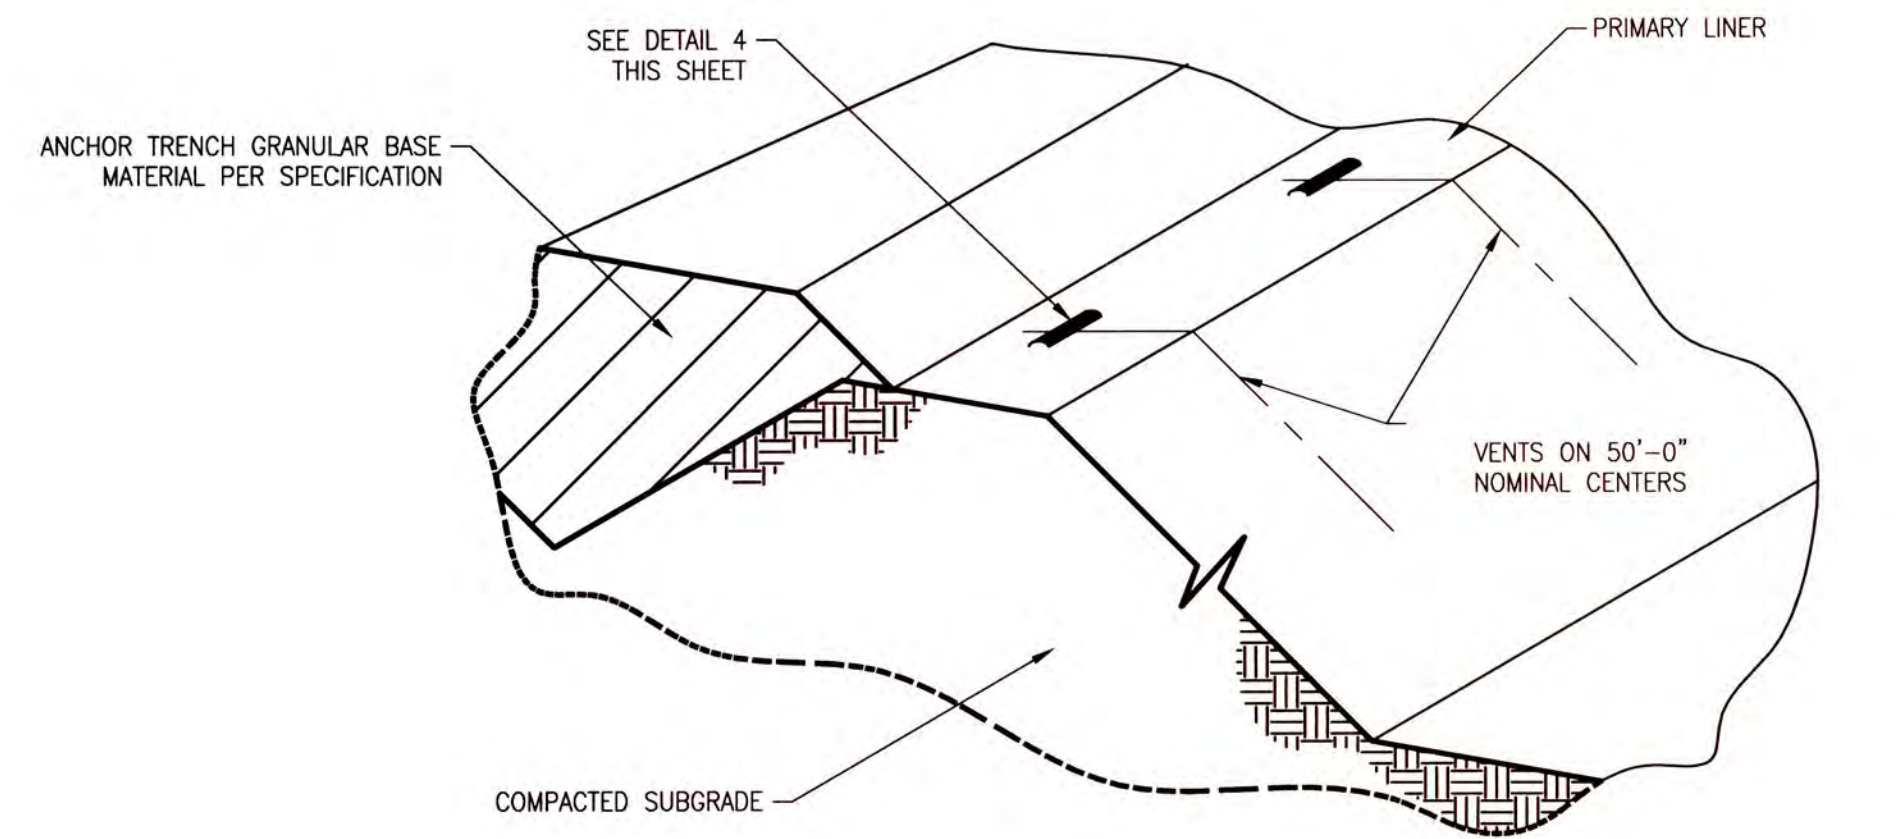 PRIMARY LINER
SEE DETAIL 4
THIS SHEET
ANCHOR TRENCH GRANULAR BASE
MATERIAL PER SPECIFICATION
VENTS ON 50'-0"
NOMINAL CENTERS
COMPACTED SUBGRADE